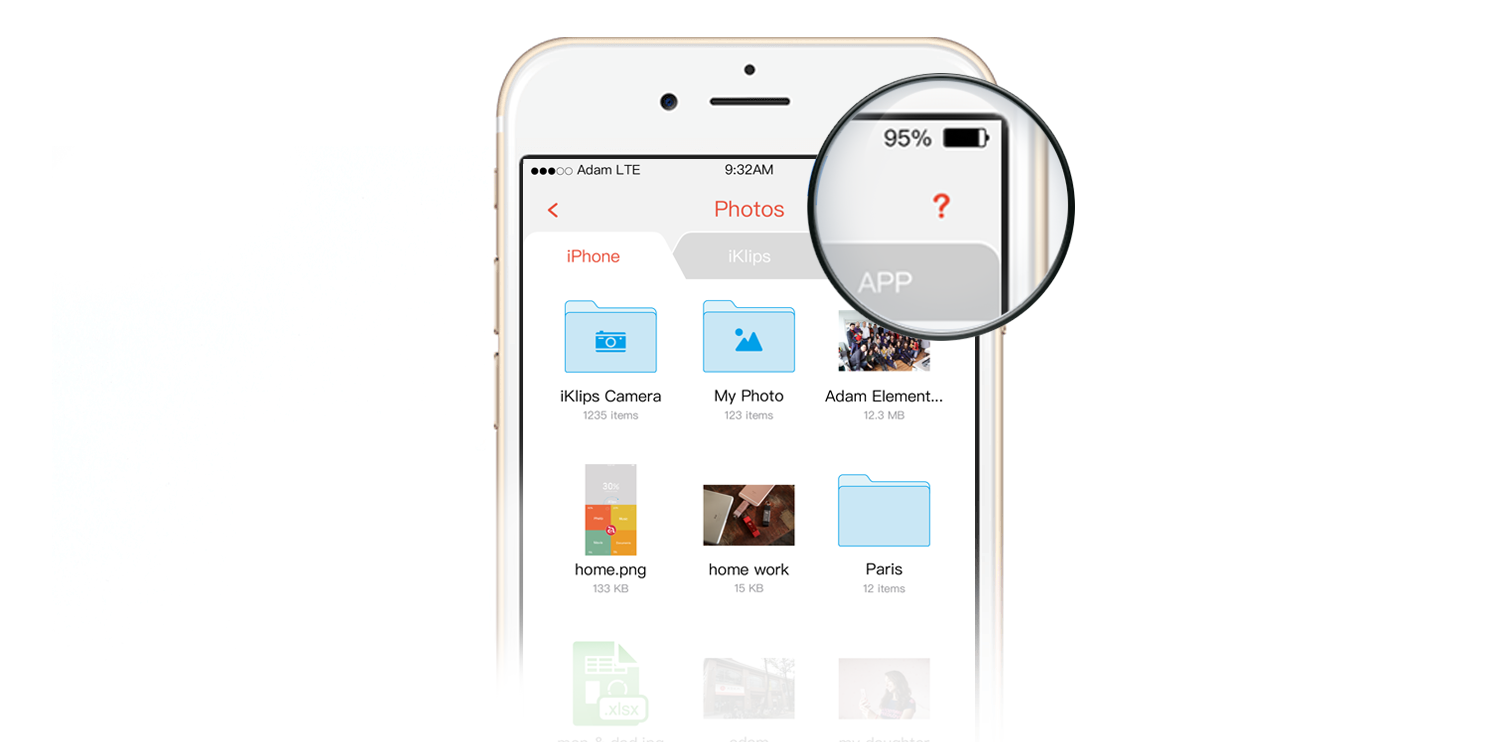 ●●●○○ Adam LTE 9:32AM 95%
Photos ?
iPhone iKlips APP
iKlips Camera My Photo Adam Element...
1235 items 123 items 12.3 MB
30%
home.png home work Paris
133 KB 15 KB 12 items
.xlsx